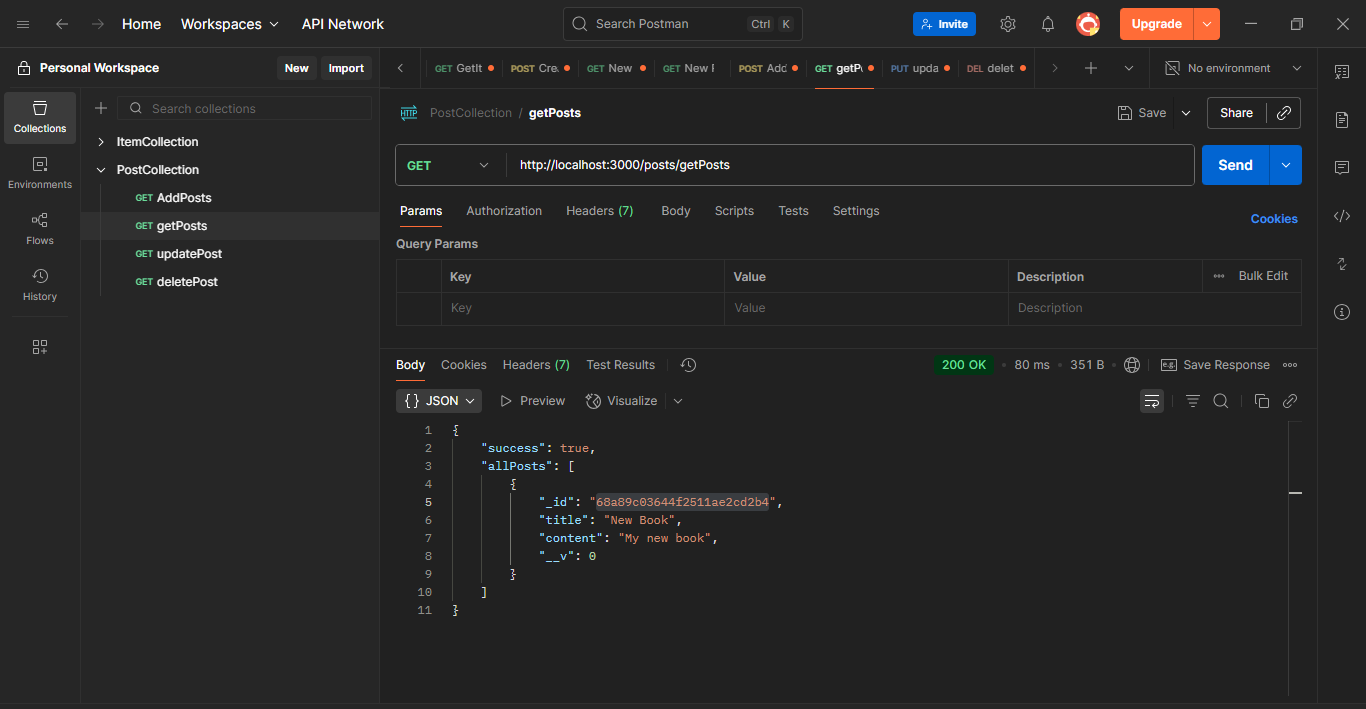 Home Workspaces API Network Search Postman Ctrl K Invite Upgrade
Personal Workspace New Import
GET GetIt POST Cre GET New GET New F POST Add GET getP PUT upda DEL delet No environment
Collections
Environments
Flows
History
Search collections
ItemCollection
PostCollection
GET AddPosts
GET getPosts
GET updatePost
GET deletePost
HTTP PostCollection / getPosts Save Share
GET http://localhost:3000/posts/getPosts Send
Params Authorization Headers (7) Body Scripts Tests Settings Cookies
Query Params
Key Value Description Bulk Edit
Key Value Description
Body Cookies Headers (7) Test Results 200 OK • 80 ms • 351 B • e.g. Save Response
{} JSON Preview Visualize
1 {
2 "success": true,
3 "allPosts": [
4 {
5 "_id": "68a89c03644f2511ae2cd2b4",
6 "title": "New Book",
7 "content": "My new book",
8 "__v": 0
9 }
10 ]
11 }